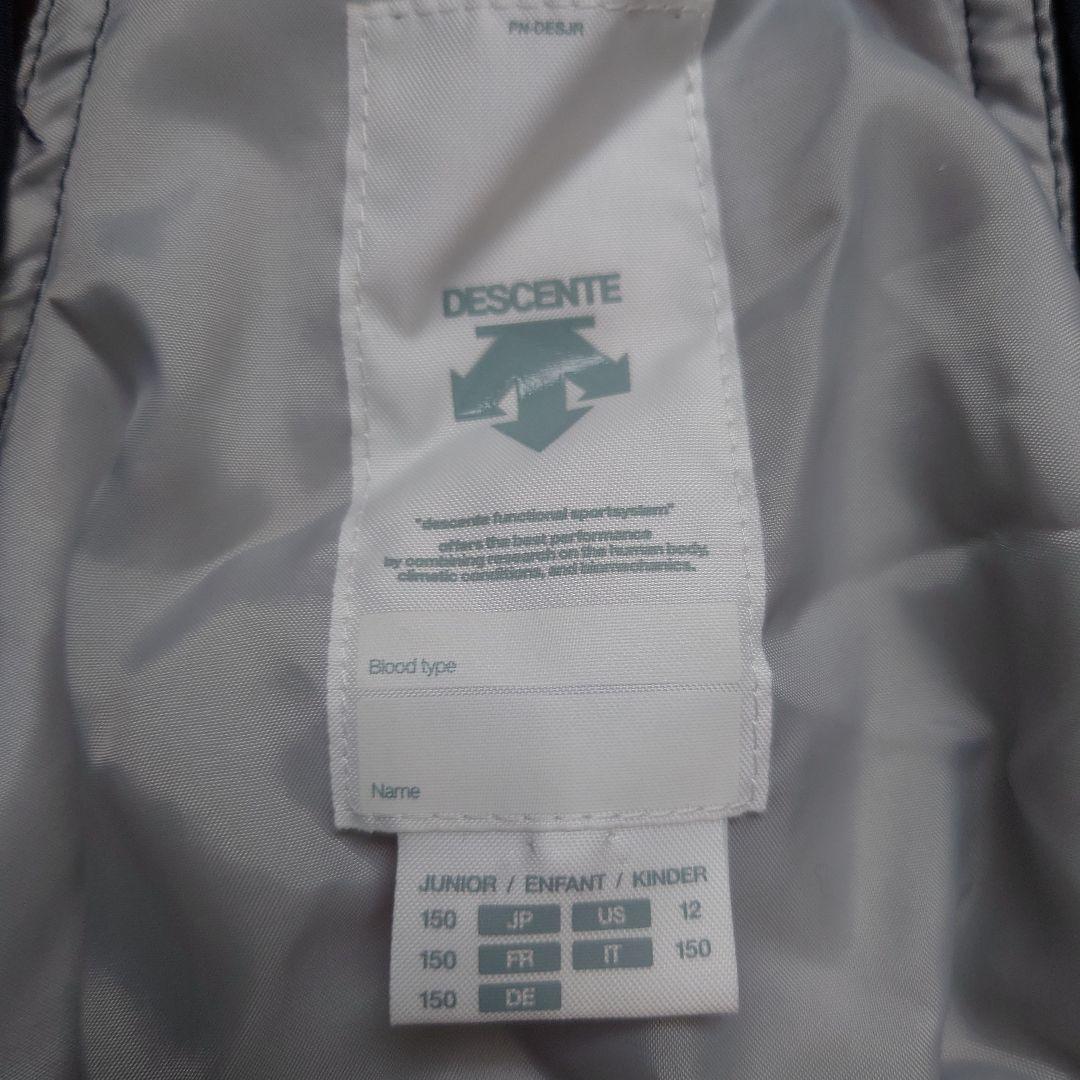 PN-DESJR
DESCENTE
"descente functional sportsystem"
offers the best performance
by combining research on the human body,
climatic conditions, and biomechanics.
Blood type
Name
JUNIOR / ENFANT / KINDER
150 JP US 12
150 FR IT 150
150 DE